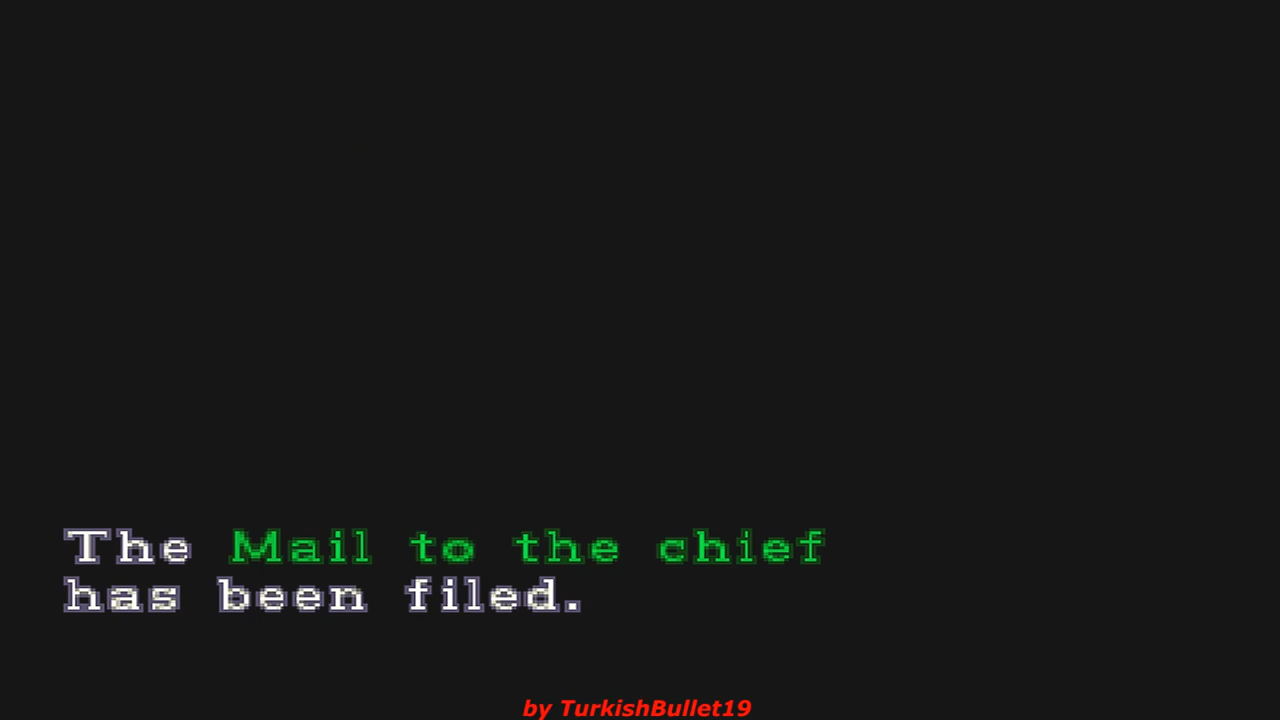 The Mail to the chief
has been filed.
by TurkishBullet19